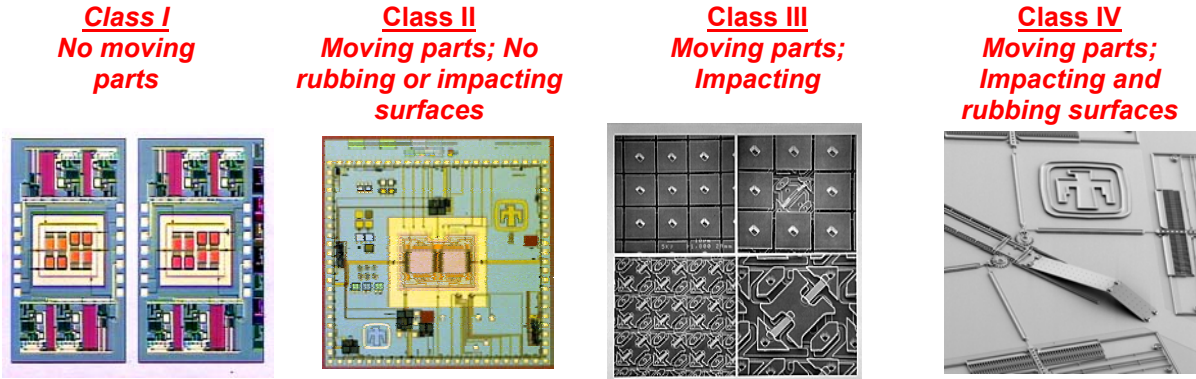 Class I
No moving
parts
Class II
Moving parts; No
rubbing or impacting
surfaces
Class III
Moving parts;
Impacting
Class IV
Moving parts;
Impacting and
rubbing surfaces